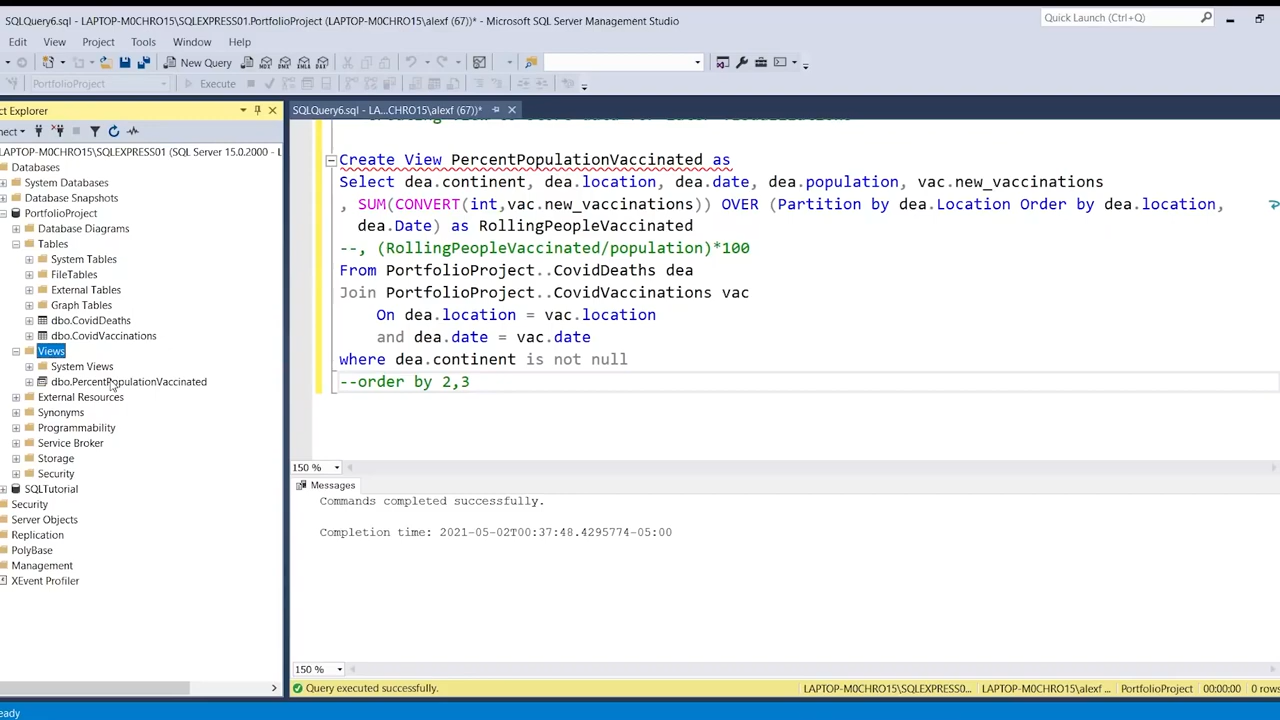 SQLQuery6.sql - LAPTOP-M0CHRO15\SQLEXPRESS01.PortfolioProject (LAPTOP-M0CHRO15\alexf (67))* - Microsoft SQL Server Management Studio
Quick Launch (Ctrl+Q)
Edit View Project Tools Window Help
New Query
PortfolioProject
Execute
ct Explorer
SQLQuery6.sql - LA...CHRO15\alexf (67))*
nect
LAPTOP-M0CHRO15\SQLEXPRESS01 (SQL Server 15.0.2000 -
Databases
System Databases
Database Snapshots
PortfolioProject
Database Diagrams
Tables
System Tables
FileTables
External Tables
Graph Tables
dbo.CovidDeaths
dbo.CovidVaccinations
Views
System Views
dbo.PercentPopulationVaccinated
External Resources
Synonyms
Programmability
Service Broker
Storage
Security
SQLTutorial
Security
Server Objects
Replication
PolyBase
Management
XEvent Profiler
Create View PercentPopulationVaccinated as
Select dea.continent, dea.location, dea.date, dea.population, vac.new_vaccinations
, SUM(CONVERT(int,vac.new_vaccinations)) OVER (Partition by dea.Location Order by dea.location,
dea.Date) as RollingPeopleVaccinated
--, (RollingPeopleVaccinated/population)*100
From PortfolioProject..CovidDeaths dea
Join PortfolioProject..CovidVaccinations vac
On dea.location = vac.location
and dea.date = vac.date
where dea.continent is not null
--order by 2,3
150 %
Messages
Commands completed successfully.
Completion time: 2021-05-02T00:37:48.4295774-05:00
150 %
Query executed successfully.
LAPTOP-M0CHRO15\SQLEXPRESS0... LAPTOP-M0CHRO15\alexf ... PortfolioProject 00:00:00 0 rows
eady